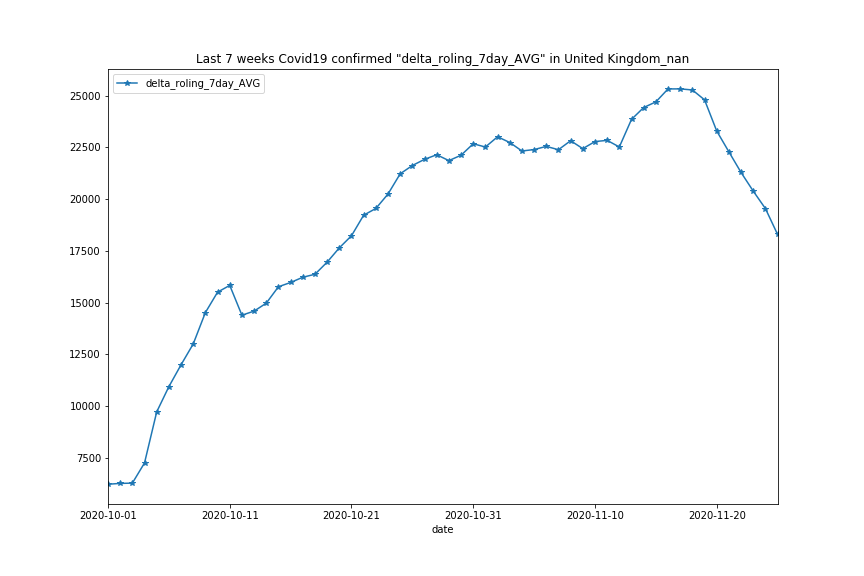 Last 7 weeks Covid19 confirmed "delta_roling_7day_AVG" in United Kingdom_nan
delta_roling_7day_AVG
25000
22500
20000
17500
15000
12500
10000
7500
2020-10-01 2020-10-11 2020-10-21 2020-10-31 2020-11-10 2020-11-20
date